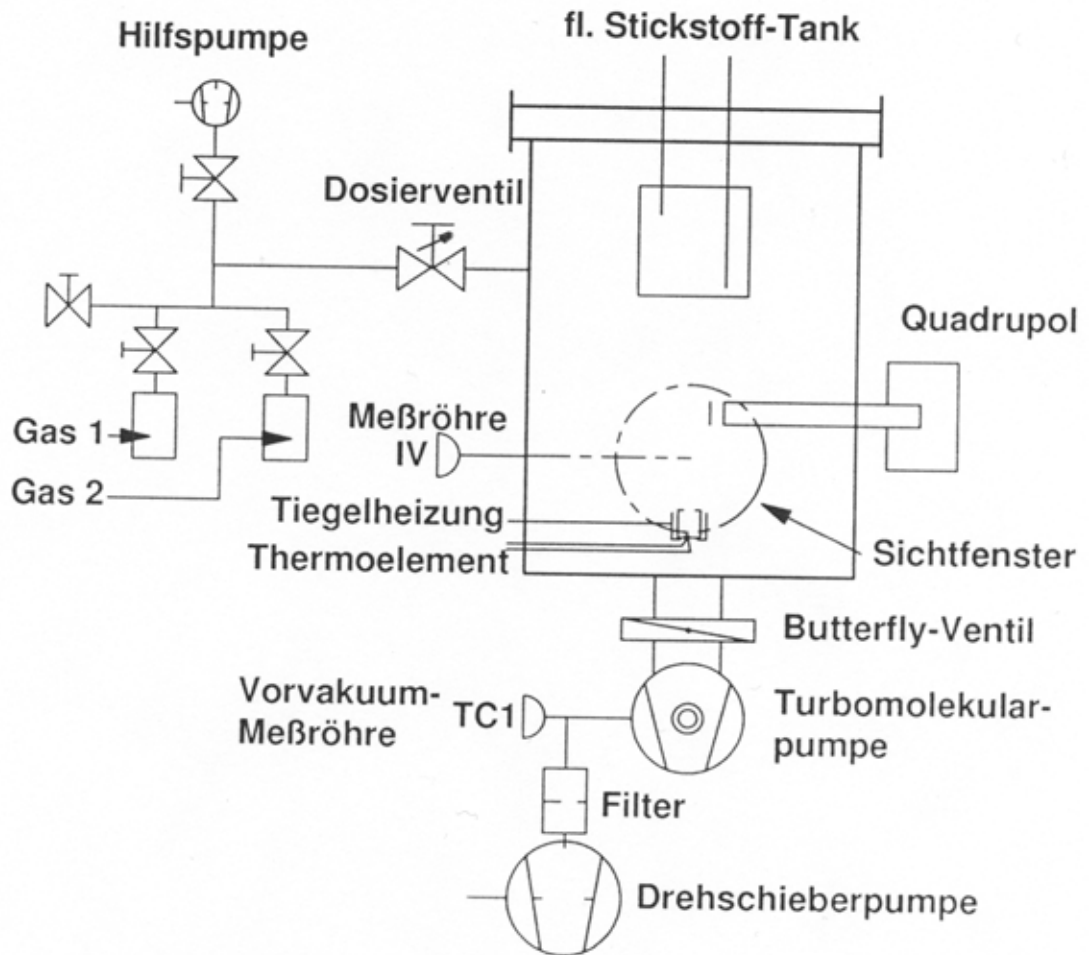 Hilfspumpe
fl. Stickstoff-Tank
Dosierventil
Quadrupol
Gas 1
Gas 2
Meßröhre
IV
Tiegelheizung
Thermoelement
Sichtfenster
Butterfly-Ventil
Vorvakuum-
Meßröhre
TC1
Turbomolekular-
pumpe
Filter
Drehschieberpumpe